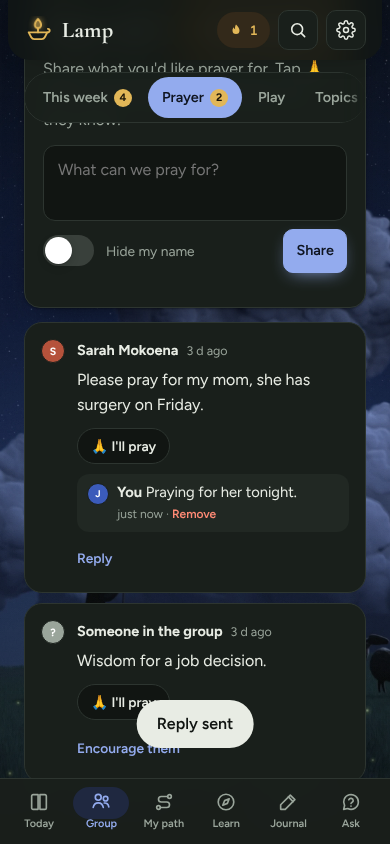 Lamp
1
Share what you'd like prayer for. Tap 🙏
This week 4
Prayer 2
Play
Topics
they know.
What can we pray for?
Hide my name
Share
S
Sarah Mokoena 3 d ago
Please pray for my mom, she has
surgery on Friday.
🙏 I'll pray
J
You Praying for her tonight.
just now · Remove
Reply
?
Someone in the group 3 d ago
Wisdom for a job decision.
🙏 I'll pray
Reply sent
Encourage them
Today
Group
My path
Learn
Journal
Ask